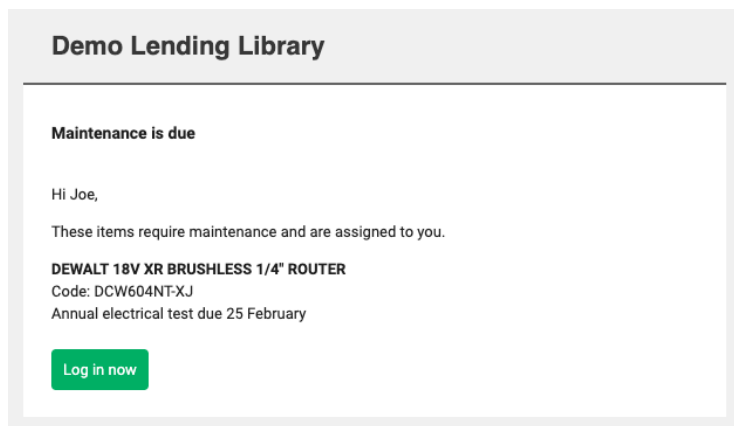 Demo Lending Library
Maintenance is due
Hi Joe,
These items require maintenance and are assigned to you.
DEWALT 18V XR BRUSHLESS 1/4" ROUTER
Code: DCW604NT-XJ
Annual electrical test due 25 February
Log in now